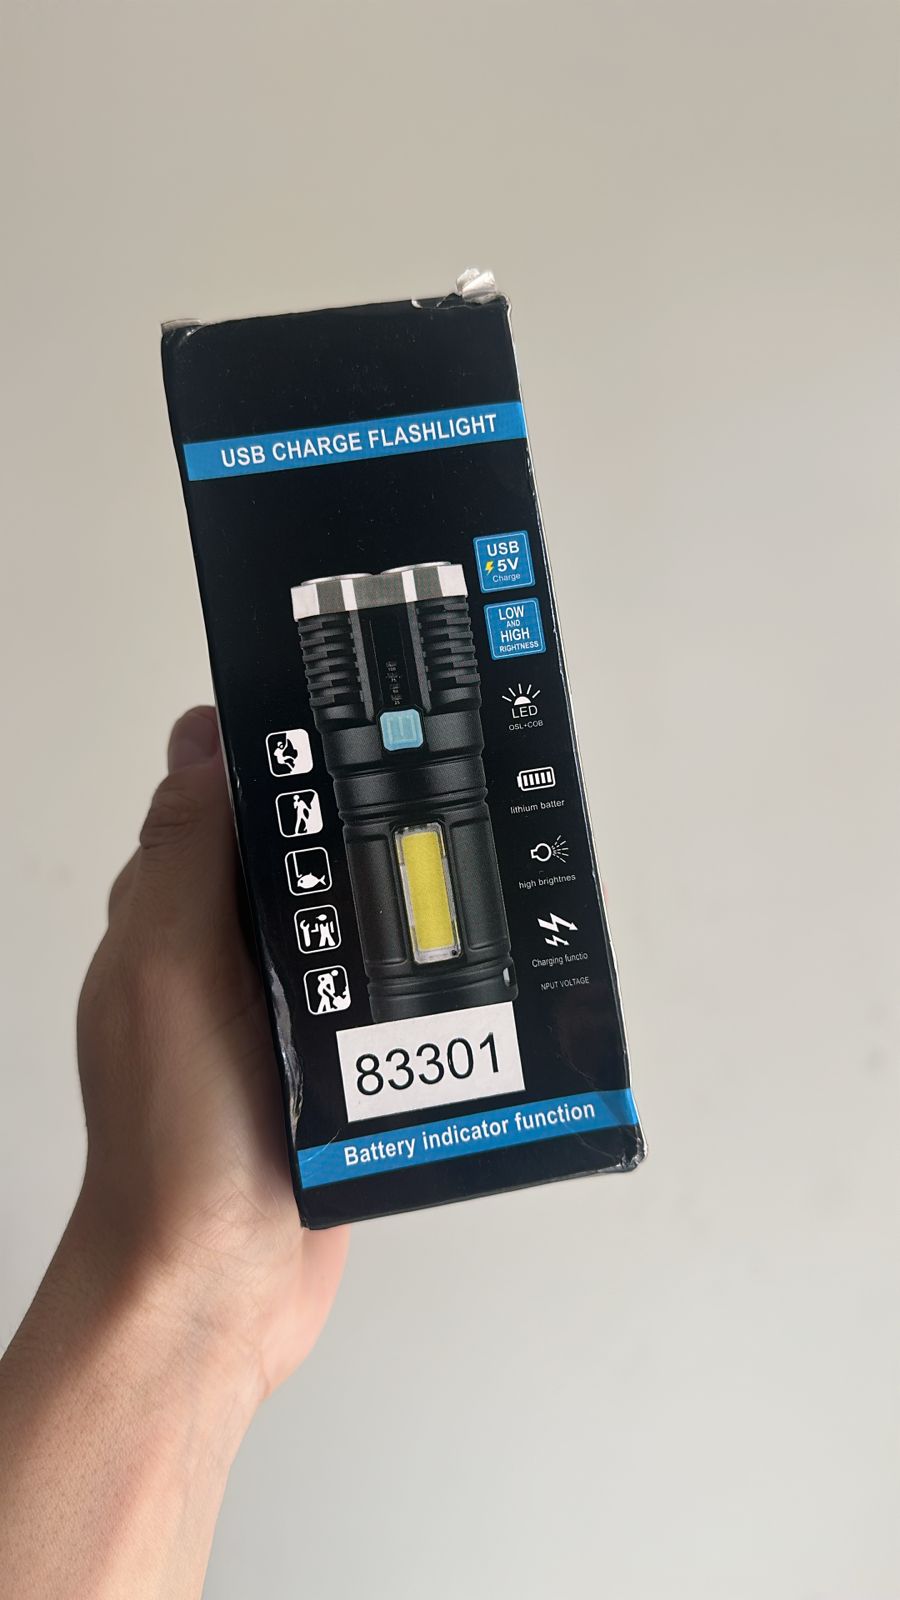 USB CHARGE FLASHLIGHT
USB
5V
Charge
LOW
AND
HIGH
RIGHTNESS
LED
OSL+COB
lithium batter
high brightnes
Charging functio
NPUT VOLTAGE
83301
Battery indicator function